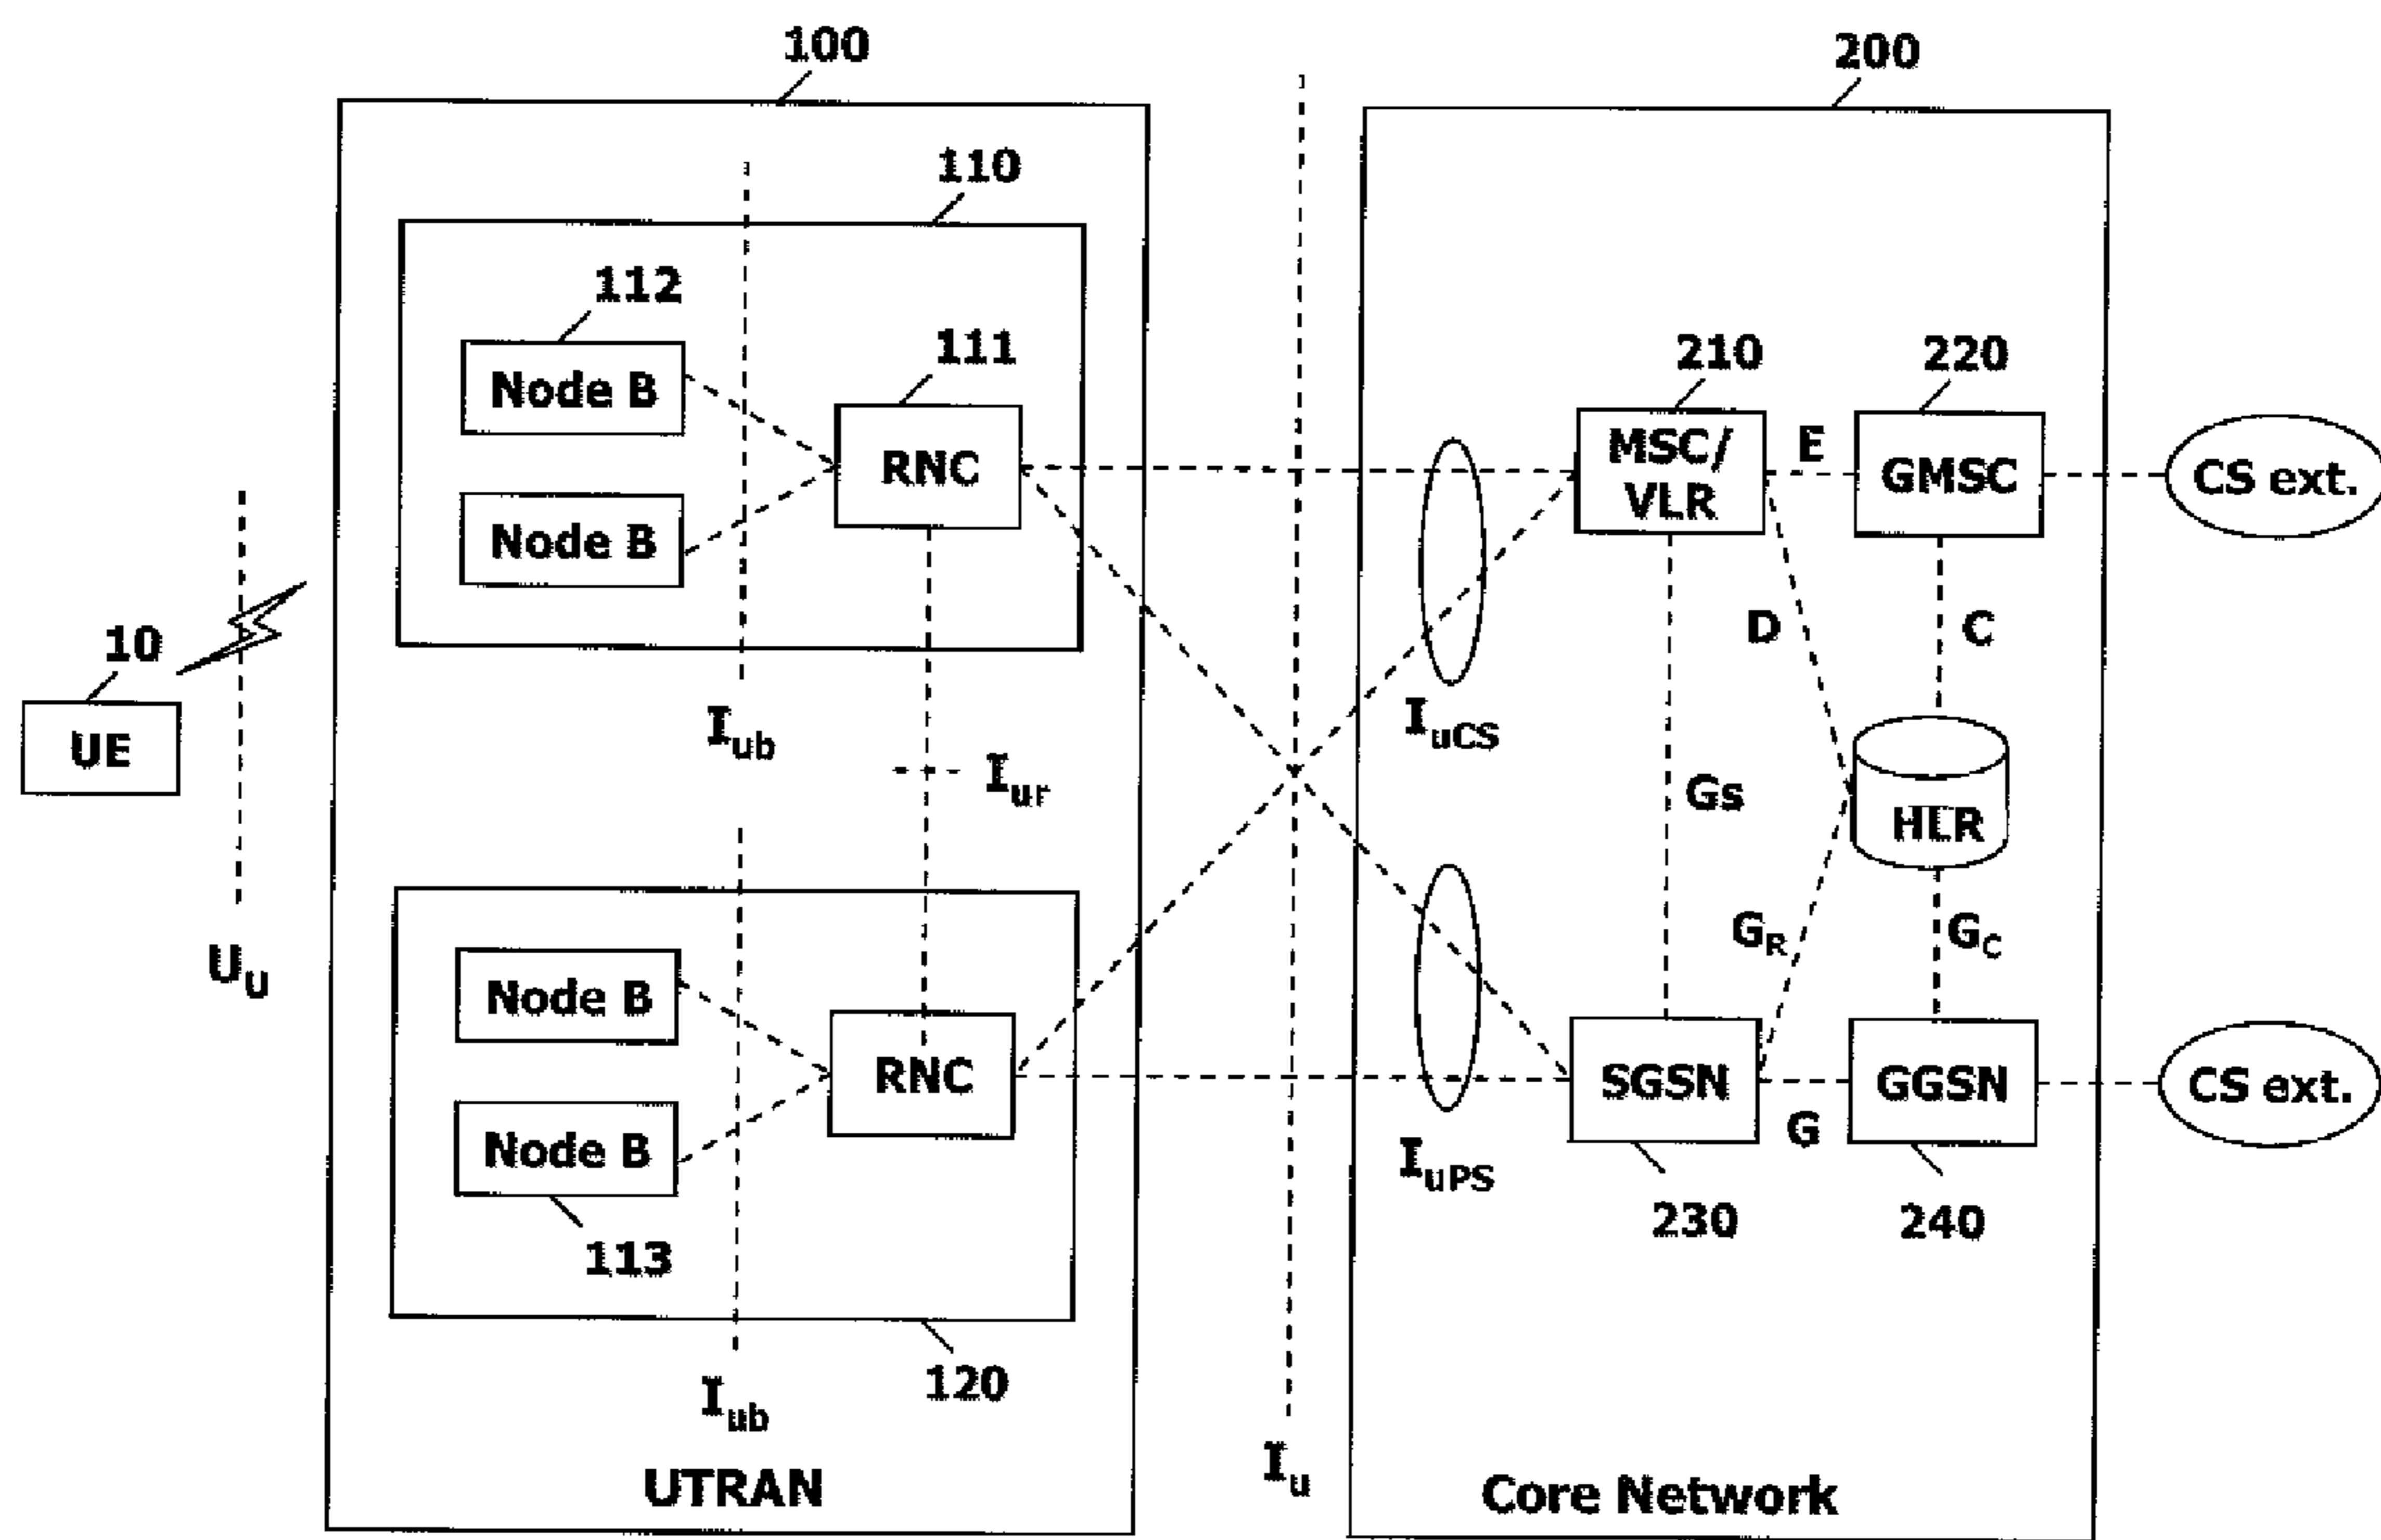 100
200
110
112
111
Node B
Node B
RNC
210
220
MSC/
VLR
E
GMSC
CS ext.
10
UE
D
C
Iub
Iur
IuCS
Gs
HLR
UU
GR
GC
Node B
Node B
RNC
SGSN
G
GGSN
CS ext.
IuPS
230
240
113
120
Iub
Iu
UTRAN
Core Network